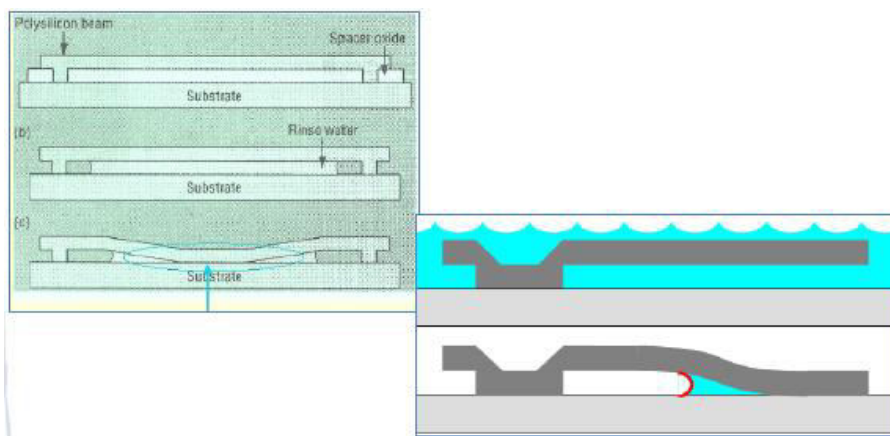 Polysilicon beam
Spacer oxide
Substrate
(b)
Rinse water
Substrate
(c)
Substrate